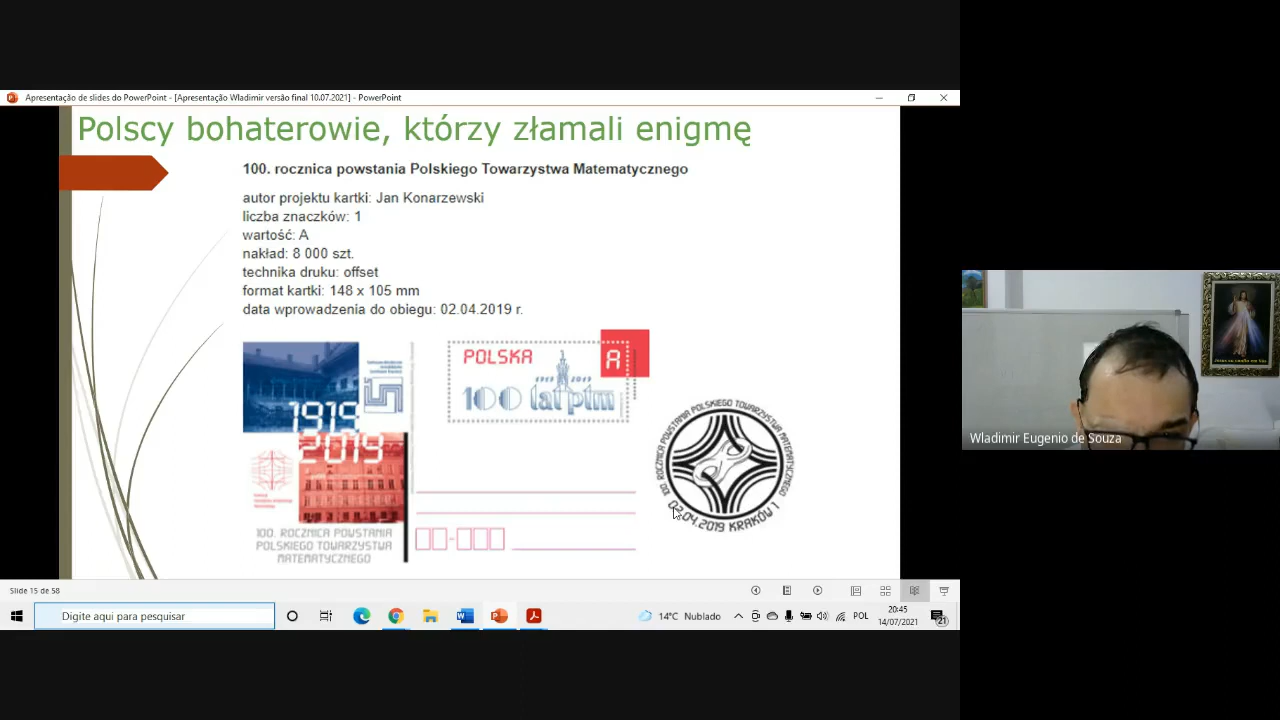 Apresentação de slides do PowerPoint - [Apresentação Wladimir versão final 10.07.2021] - PowerPoint
Polscy bohaterowie, którzy złamali enigmę
100. rocznica powstania Polskiego Towarzystwa Matematycznego
autor projektu kartki: Jan Konarzewski
liczba znaczków: 1
wartość: A
nakład: 8 000 szt.
technika druku: offset
format kartki: 148 x 105 mm
data wprowadzenia do obiegu: 02.04.2019 r.
POLSKA
A
1919 2019
100 lat ptm
1919
2019
100. ROCZNICA POWSTANIA
POLSKIEGO TOWARZYSTWA
MATEMATYCZNEGO
100. ROCZNICA POWSTANIA POLSKIEGO TOWARZYSTWA MATEMATYCZNEGO
02.04.2019 KRAKÓW 1
Wladimir Eugenio de Souza
Slide 15 de 58
Digite aqui para pesquisar
14°C Nublado
POL
20:45
14/07/2021
21